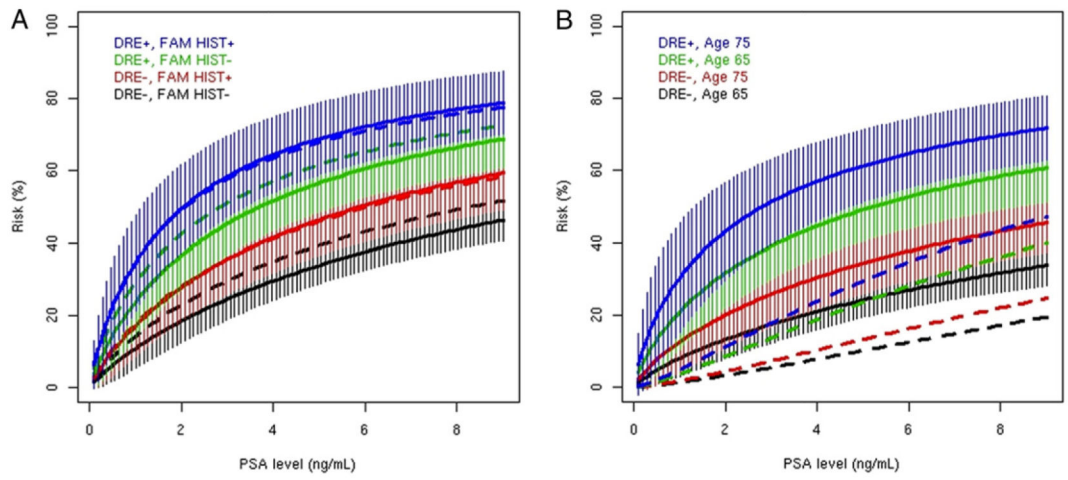 A
DRE+, FAM HIST+
DRE+, FAM HIST-
DRE-, FAM HIST+
DRE-, FAM HIST-
Risk (%)
100
80
60
40
20
0
0 2 4 6 8
PSA level (ng/mL)
B
DRE+, Age 75
DRE+, Age 65
DRE-, Age 75
DRE-, Age 65
Risk (%)
100
80
60
40
20
0
0 2 4 6 8
PSA level (ng/mL)